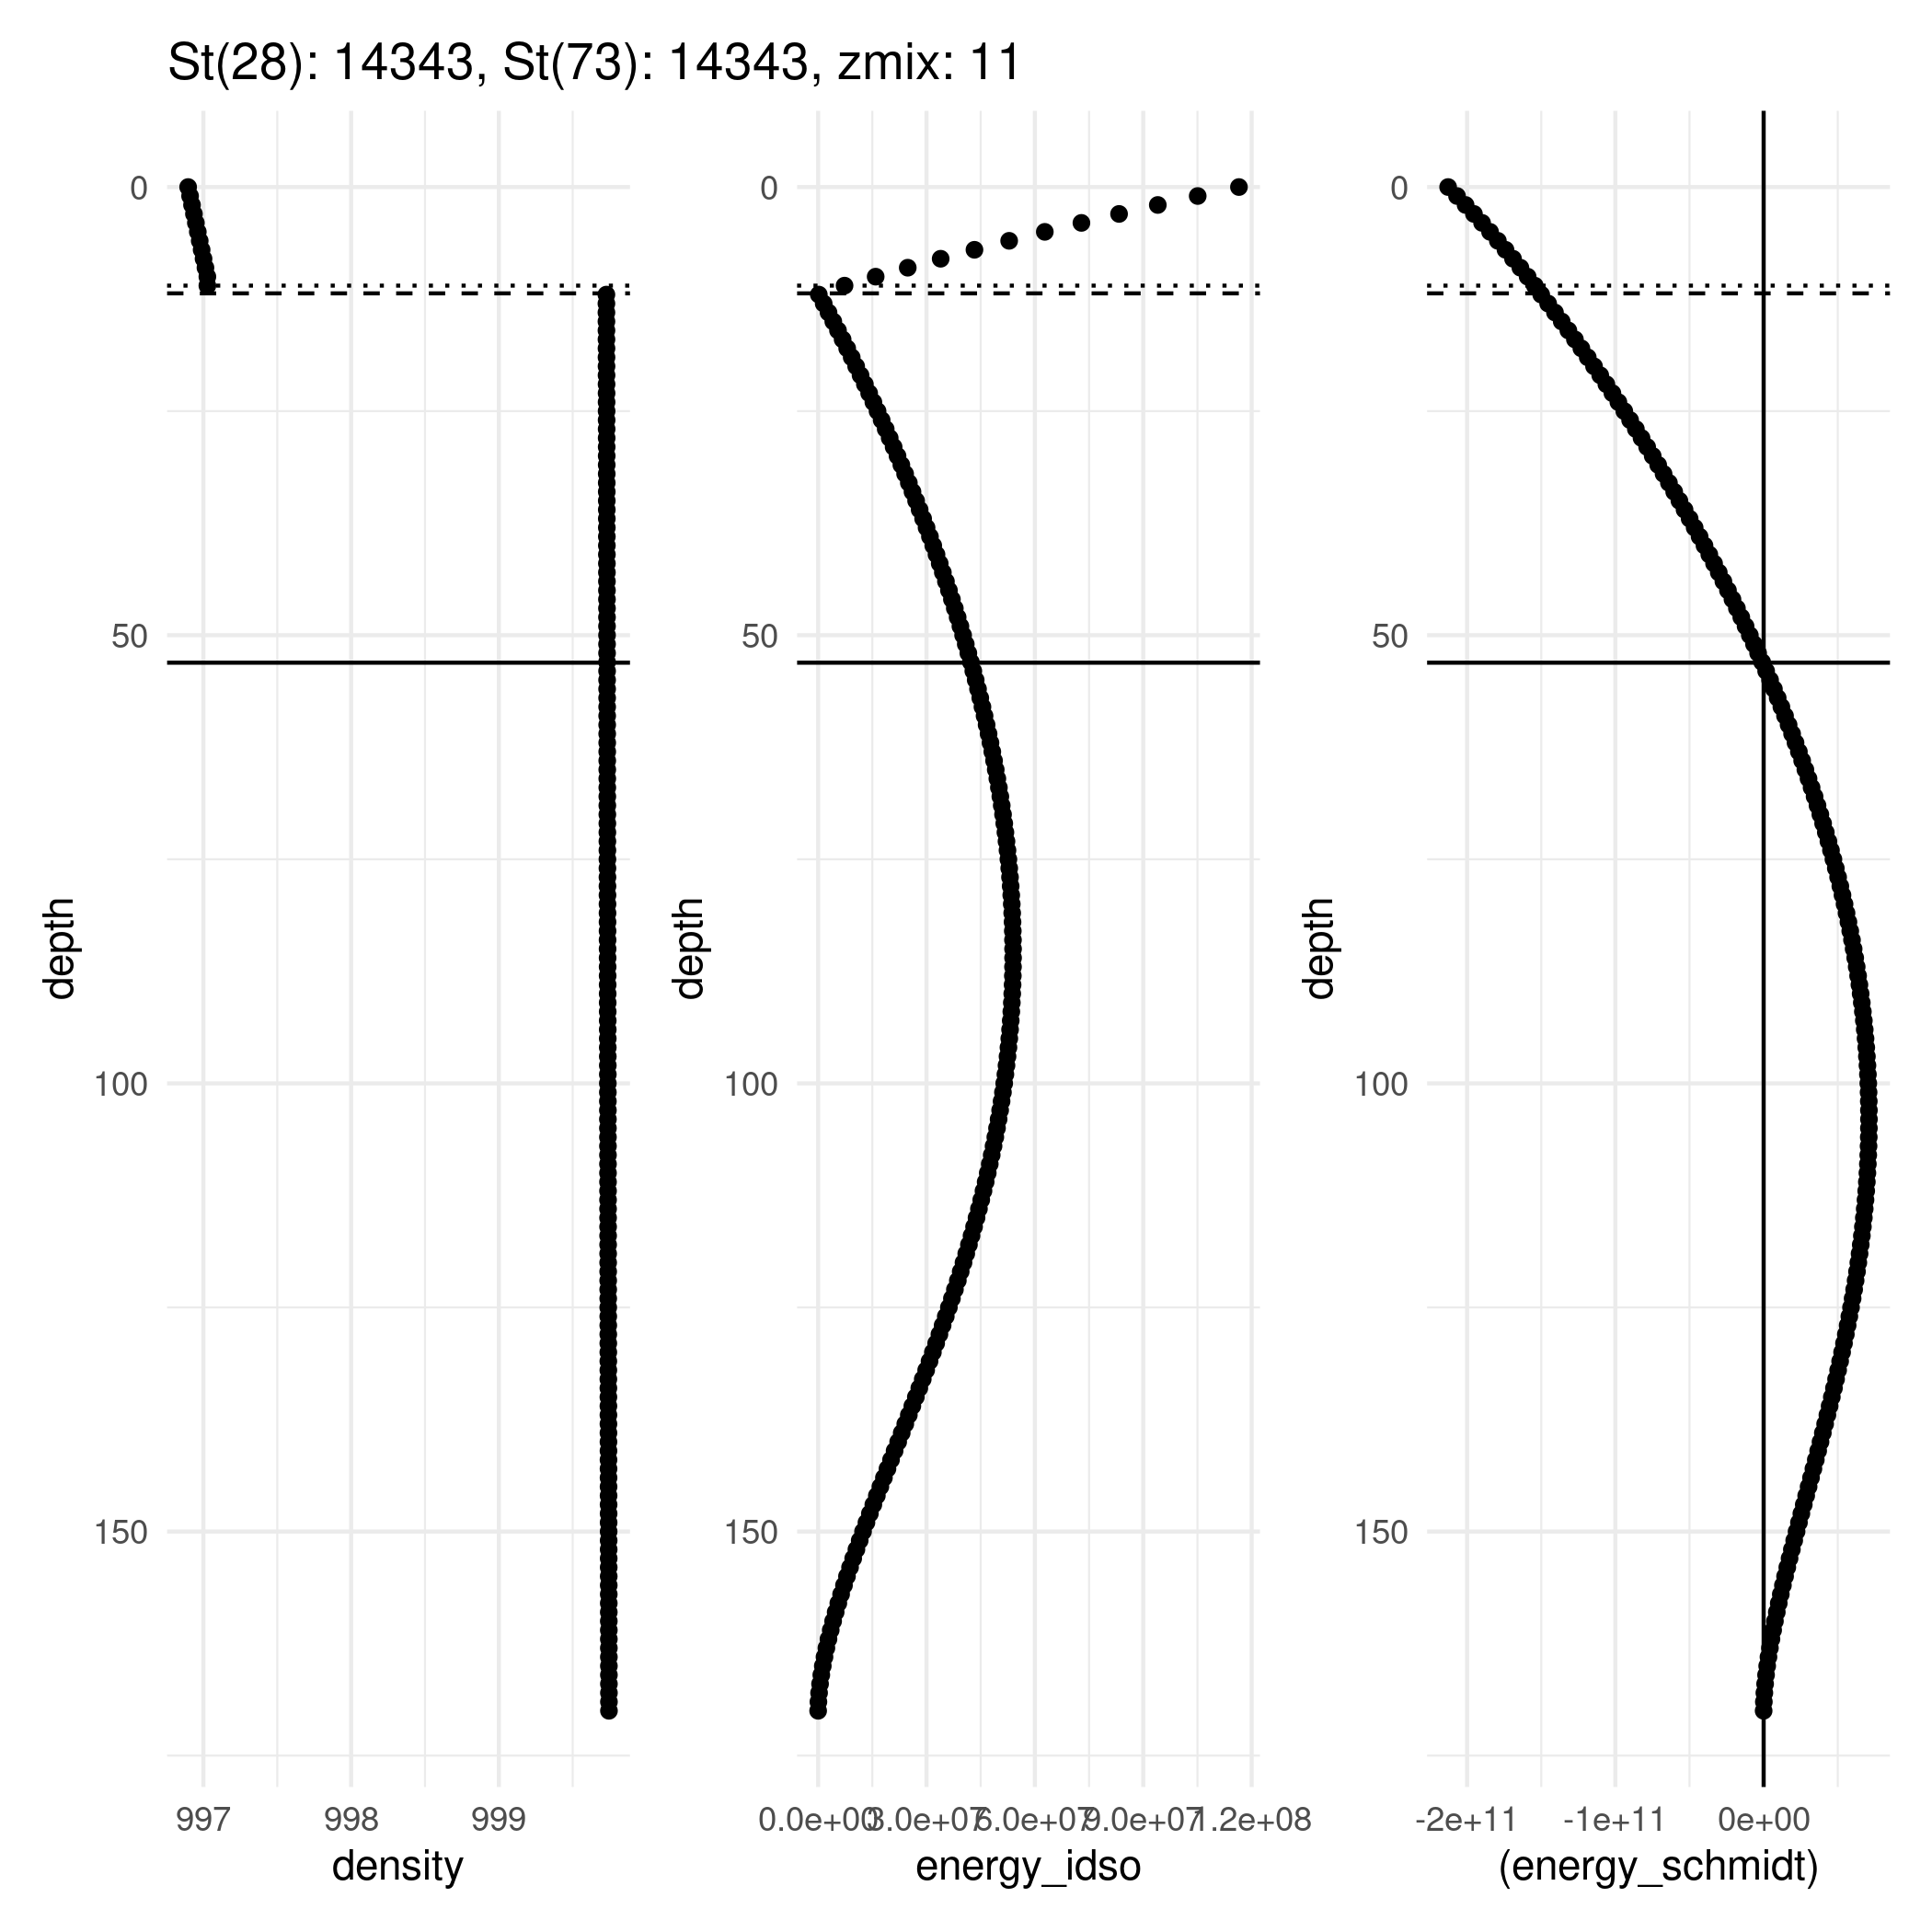 St(28): 14343, St(73): 14343, zmix: 11
0
50
100
150
depth
997 998 999
density
0
50
100
150
depth
0.0e+00 3.0e+07 6.0e+07 9.0e+07 1.2e+08
energy_idso
0
50
100
150
depth
-2e+11 -1e+11 0e+00
(energy_schmidt)